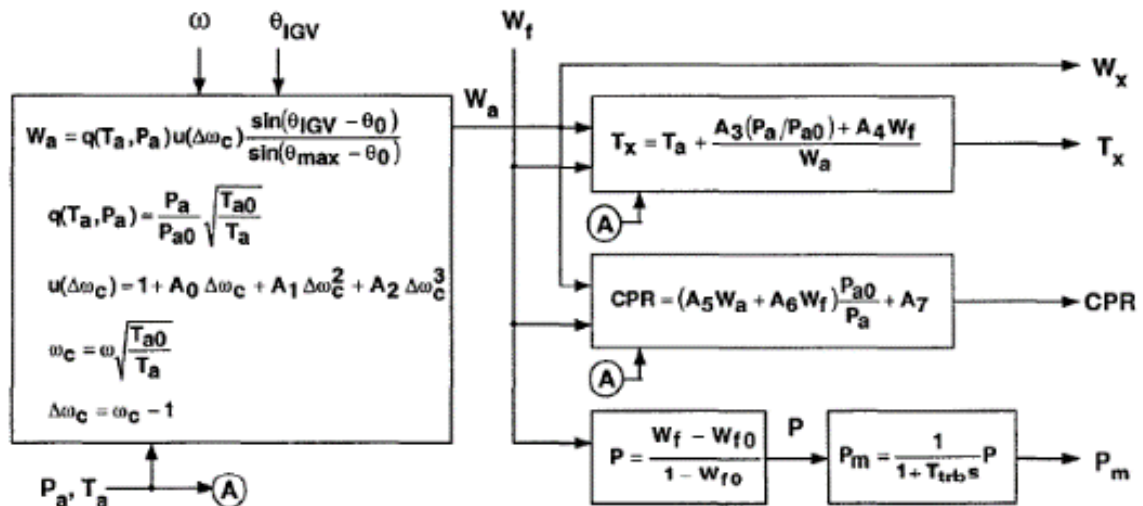 ω θIGV Wf
Wa Wx
Wa = q(Ta, Pa) u(Δωc) sin(θIGV − θ0) / sin(θmax − θ0)
q(Ta, Pa) = Pa/Pa0 √(Ta0/Ta)
u(Δωc) = 1 + A0 Δωc + A1 Δωc² + A2 Δωc³
ωc = ω √(Ta0/Ta)
Δωc = ωc − 1
Pa, Ta A
Tx = Ta + (A3(Pa/Pa0) + A4Wf) / Wa Tx
A
CPR = (A5Wa + A6Wf) Pa0/Pa + A7 CPR
A
P = (Wf − Wf0) / (1 − Wf0) P Pm = 1/(1 + Ttrbs) P Pm